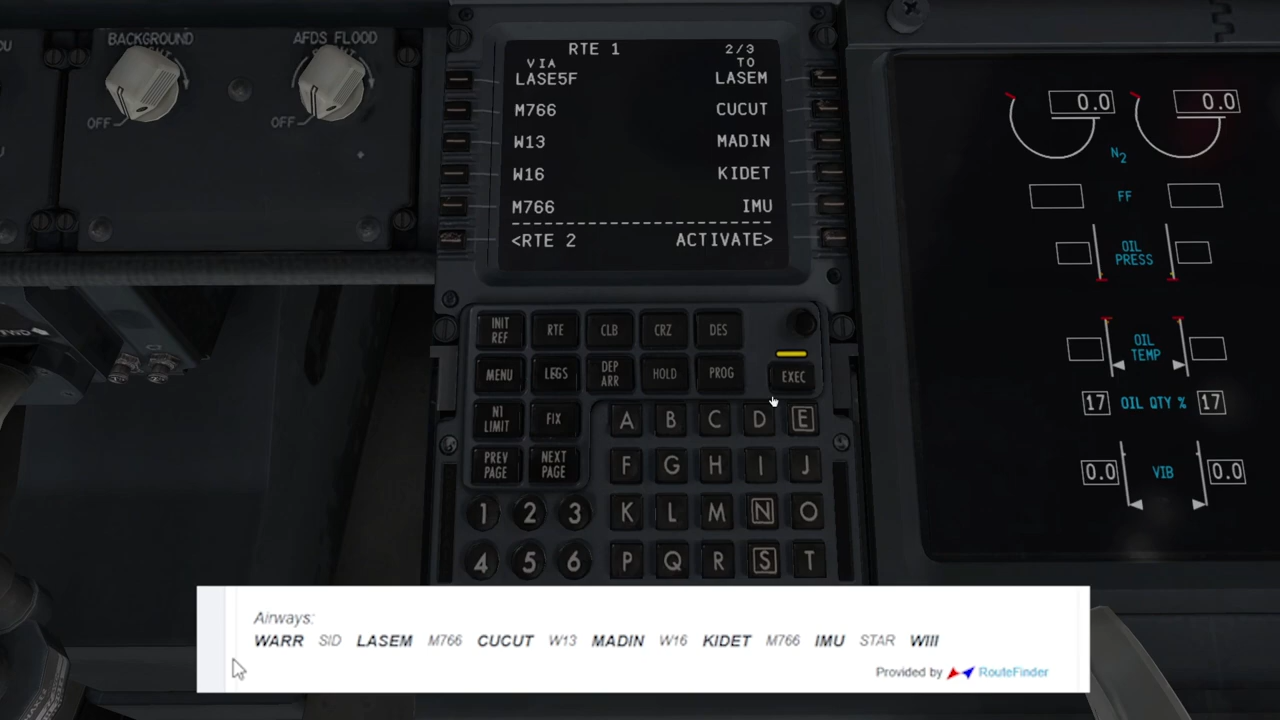 BACKGROUND
OFF
AFDS FLOOD
OFF
RTE 1 2/3
VIA TO
LASE5F LASEM
M766 CUCUT
W13 MADIN
W16 KIDET
M766 IMU
<RTE 2 ACTIVATE>
INIT REF RTE CLB CRZ DES
MENU LEGS DEP ARR HOLD PROG EXEC
N1 LIMIT FIX A B C D E
PREV PAGE NEXT PAGE F G H I J
1 2 3 K L M N O
4 5 6 P Q R S T
0.0 0.0
N2
FF
OIL PRESS
OIL TEMP
17 OIL QTY % 17
0.0 VIB 0.0
Airways:
WARR SID LASEM M766 CUCUT W13 MADIN W16 KIDET M766 IMU STAR WIII
Provided by RouteFinder